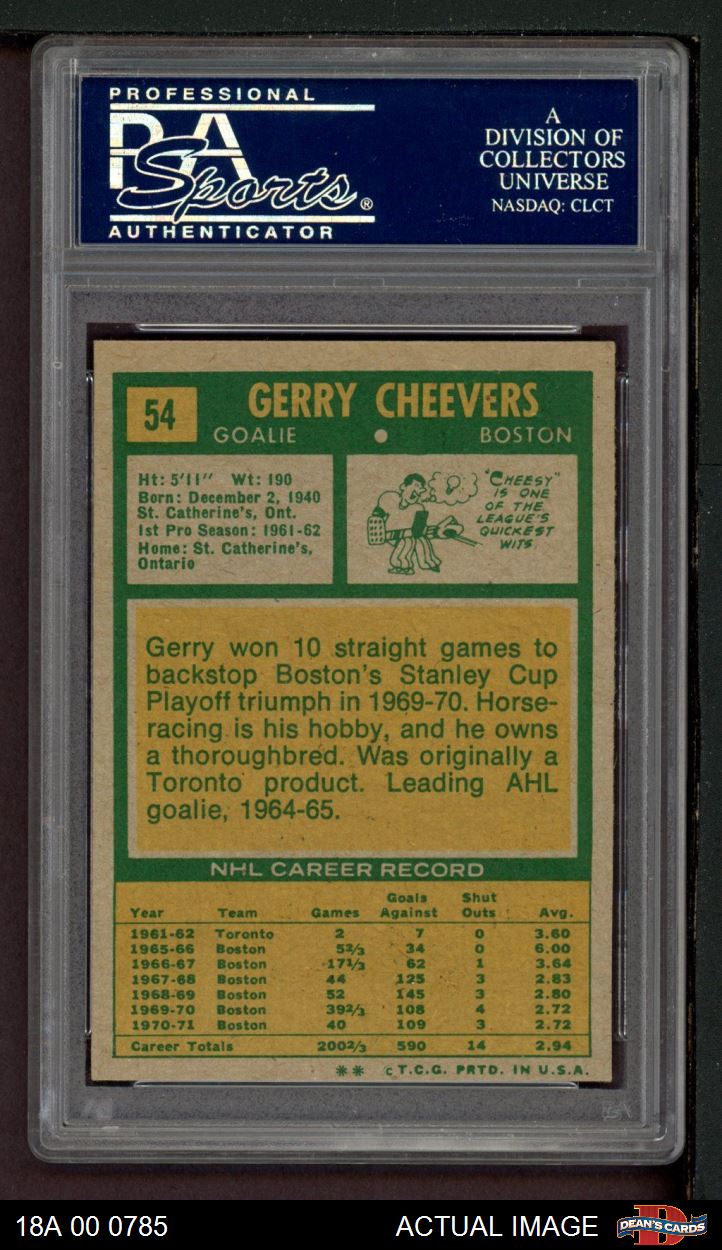 PROFESSIONAL
PSA
Sports®
AUTHENTICATOR
A
DIVISION OF
COLLECTORS
UNIVERSE
NASDAQ: CLCT
54
GERRY CHEEVERS
GOALIE • BOSTON
Ht: 5'11" Wt: 190
Born: December 2, 1940
St. Catherine's, Ont.
1st Pro Season: 1961-62
Home: St. Catherine's,
Ontario
"CHEESY"
IS ONE
OF THE
LEAGUE'S
QUICKEST
WITS.
Gerry won 10 straight games to
backstop Boston's Stanley Cup
Playoff triumph in 1969-70. Horse-
racing is his hobby, and he owns
a thoroughbred. Was originally a
Toronto product. Leading AHL
goalie, 1964-65.
NHL CAREER RECORD
Year Team Games Goals Against Shut Outs Avg.
1961-62 Toronto 2 7 0 3.60
1965-66 Boston 52/3 34 0 6.00
1966-67 Boston 171/3 62 1 3.64
1967-68 Boston 44 125 3 2.83
1968-69 Boston 52 145 3 2.80
1969-70 Boston 392/3 108 4 2.72
1970-71 Boston 40 109 3 2.72
Career Totals 2002/3 590 14 2.94
** © T.C.G. PRTD. IN U.S.A.
18A 00 0785
ACTUAL IMAGE
DEAN'S CARDS